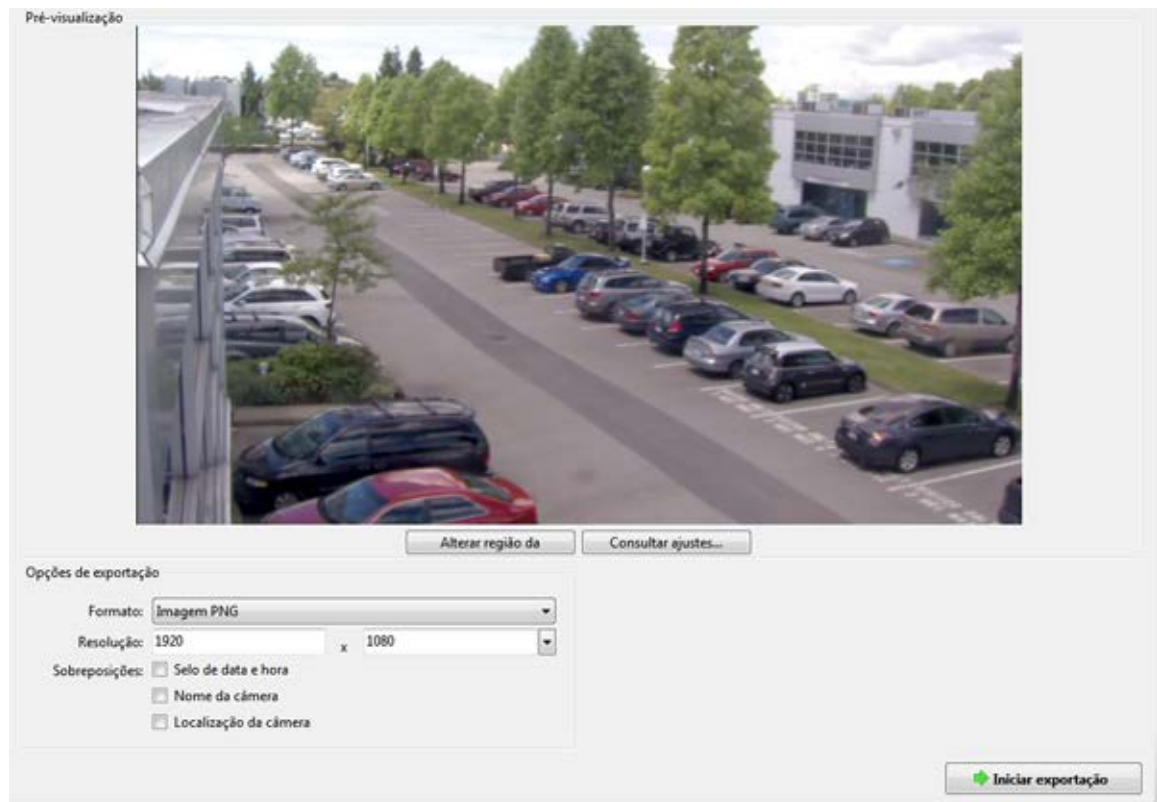 Pré-visualização
Alterar região da
Consultar ajustes...
Opções de exportação
Formato: Imagem PNG
Resolução: 1920 x 1080
Sobreposições: Selo de data e hora
Nome da câmera
Localização da câmera
Iniciar exportação